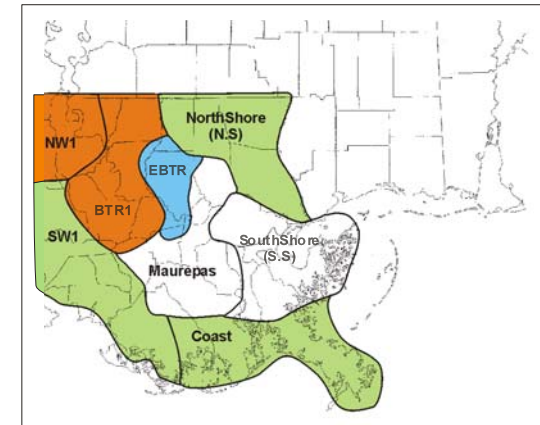 NorthShore
(N.S)
NW1
EBTR
BTR1
SW1
SouthShore
(S.S)
Maurepas
Coast